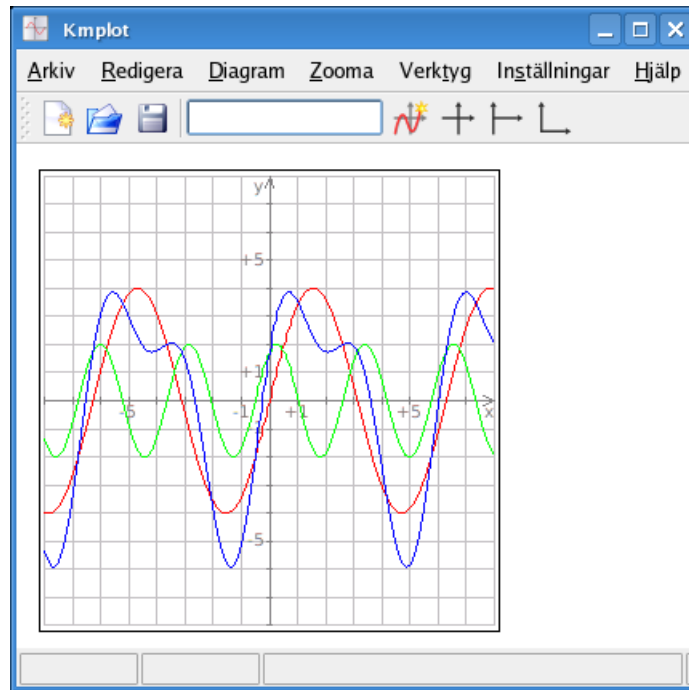 Kmplot
Arkiv Redigera Diagram Zooma Verktyg Inställningar Hjälp
y
+5
+1
-5 -1 +1 +5 x
-5